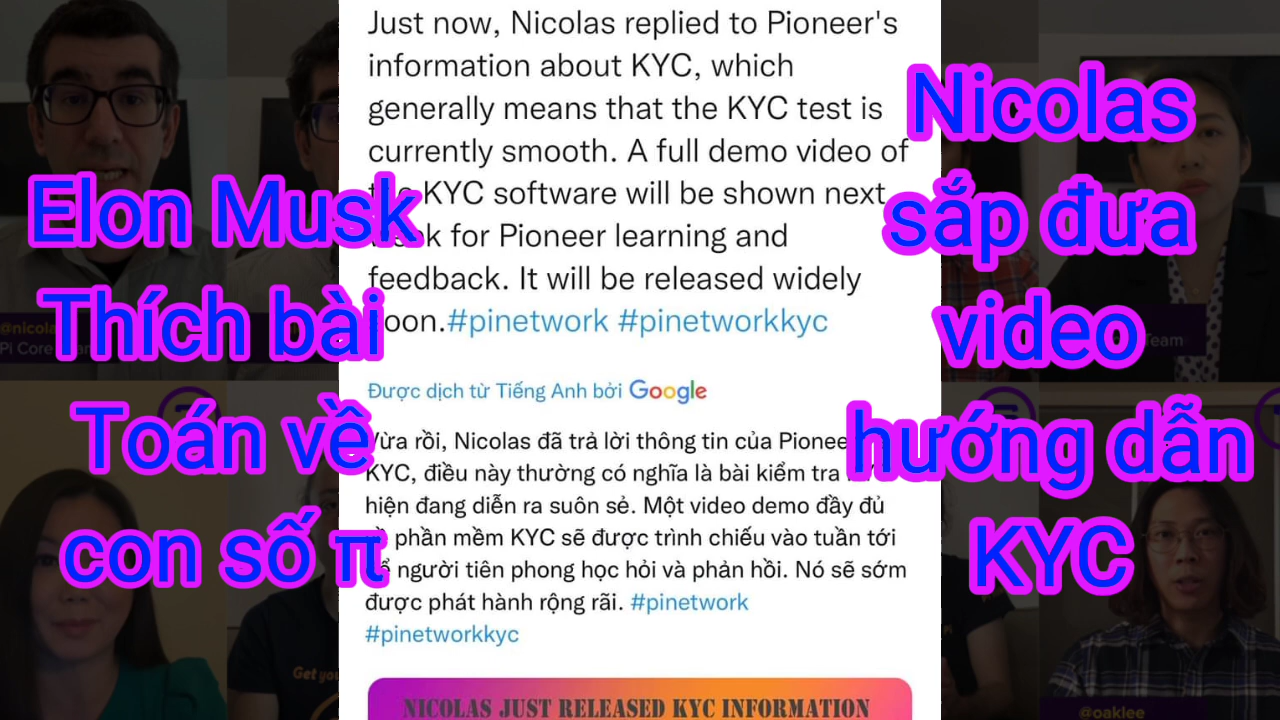 Elon Musk
Thích bài
Toán về
con số π
Just now, Nicolas replied to Pioneer's
information about KYC, which
generally means that the KYC test is
currently smooth. A full demo video of
KYC software will be shown next
for Pioneer learning and
feedback. It will be released widely
soon.#pinetwork #pinetworkkyc
Được dịch từ Tiếng Anh bởi Google
Vừa rồi, Nicolas đã trả lời thông tin của
KYC, điều này thường có nghĩa là bài kiểm tra
hiện đang diễn ra suôn sẻ. Một video demo đầy đủ
phần mềm KYC sẽ được trình chiếu vào tuần tới
người tiên phong học hỏi và phản hồi. Nó sẽ sớm
được phát hành rộng rãi. #pinetwork
#pinetworkkyc
NICOLAS JUST RELEASED KYC INFORMATION
Nicolas
sắp đưa
video
hướng dẫn
KYC
Pi Core
Team
Get
@oaklee